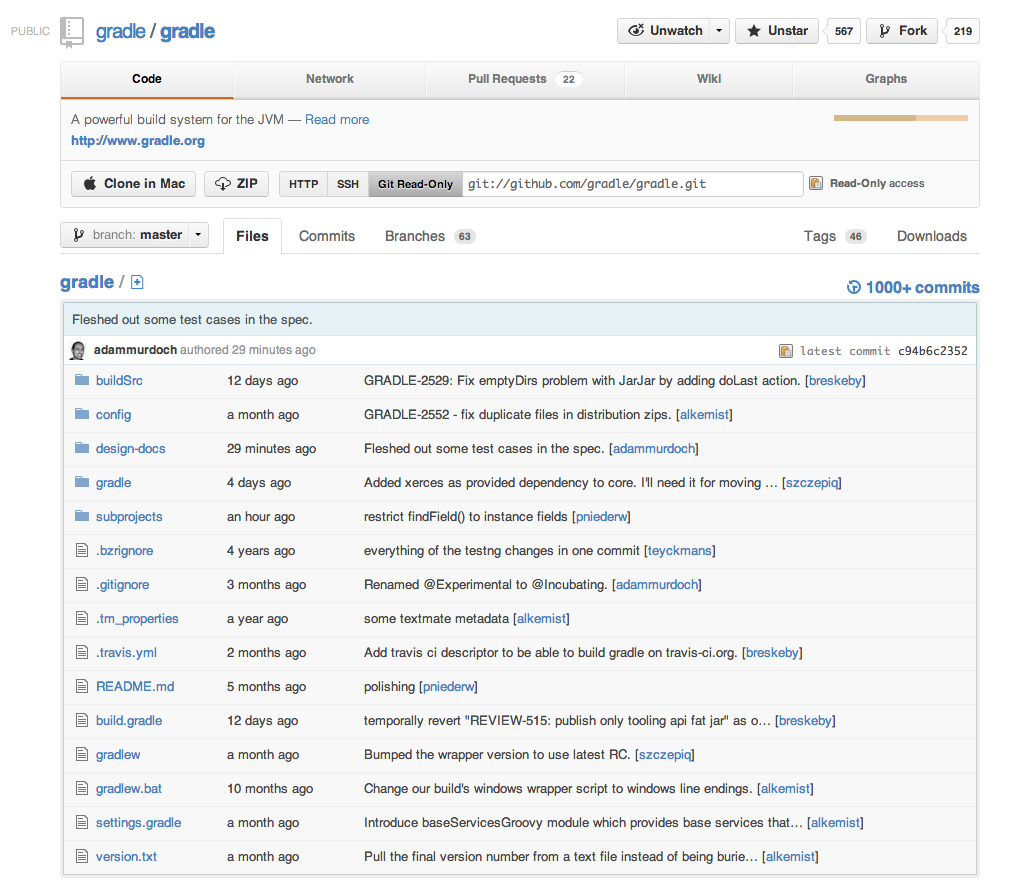 PUBLIC gradle / gradle Unwatch Unstar 567 Fork 219
Code Network Pull Requests 22 Wiki Graphs
A powerful build system for the JVM — Read more
http://www.gradle.org
Clone in Mac ZIP HTTP SSH Git Read-Only git://github.com/gradle/gradle.git Read-Only access
branch: master Files Commits Branches 63 Tags 46 Downloads
gradle / 1000+ commits
Fleshed out some test cases in the spec.
adammurdoch authored 29 minutes ago latest commit c94b6c2352
buildSrc 12 days ago GRADLE-2529: Fix emptyDirs problem with JarJar by adding doLast action. [breskeby]
config a month ago GRADLE-2552 - fix duplicate files in distribution zips. [alkemist]
design-docs 29 minutes ago Fleshed out some test cases in the spec. [adammurdoch]
gradle 4 days ago Added xerces as provided dependency to core. I'll need it for moving … [szczepiq]
subprojects an hour ago restrict findField() to instance fields [pniederw]
.bzrignore 4 years ago everything of the testng changes in one commit [teyckmans]
.gitignore 3 months ago Renamed @Experimental to @Incubating. [adammurdoch]
.tm_properties a year ago some textmate metadata [alkemist]
.travis.yml 2 months ago Add travis ci descriptor to be able to build gradle on travis-ci.org. [breskeby]
README.md 5 months ago polishing [pniederw]
build.gradle 12 days ago temporally revert "REVIEW-515: publish only tooling api fat jar" as o… [breskeby]
gradlew a month ago Bumped the wrapper version to use latest RC. [szczepiq]
gradlew.bat 10 months ago Change our build's windows wrapper script to windows line endings. [alkemist]
settings.gradle a month ago Introduce baseServicesGroovy module which provides base services that… [alkemist]
version.txt a month ago Pull the final version number from a text file instead of being burie… [alkemist]